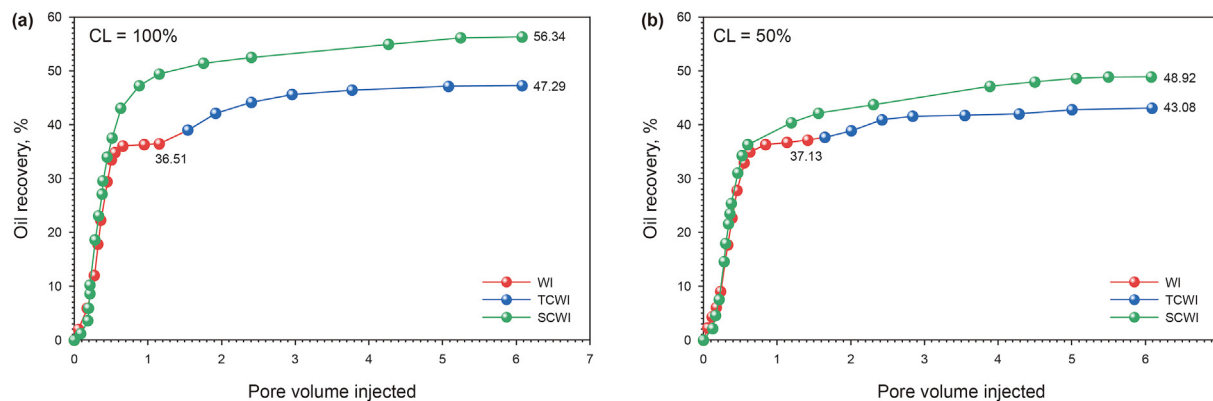 (a)
CL = 100%
60
50
40
30
20
10
0
Oil recovery, %
56.34
47.29
36.51
WI
TCWI
SCWI
0 1 2 3 4 5 6 7
Pore volume injected
(b)
CL = 50%
60
50
40
30
20
10
0
Oil recovery, %
48.92
43.08
37.13
WI
TCWI
SCWI
0 1 2 3 4 5 6
Pore volume injected